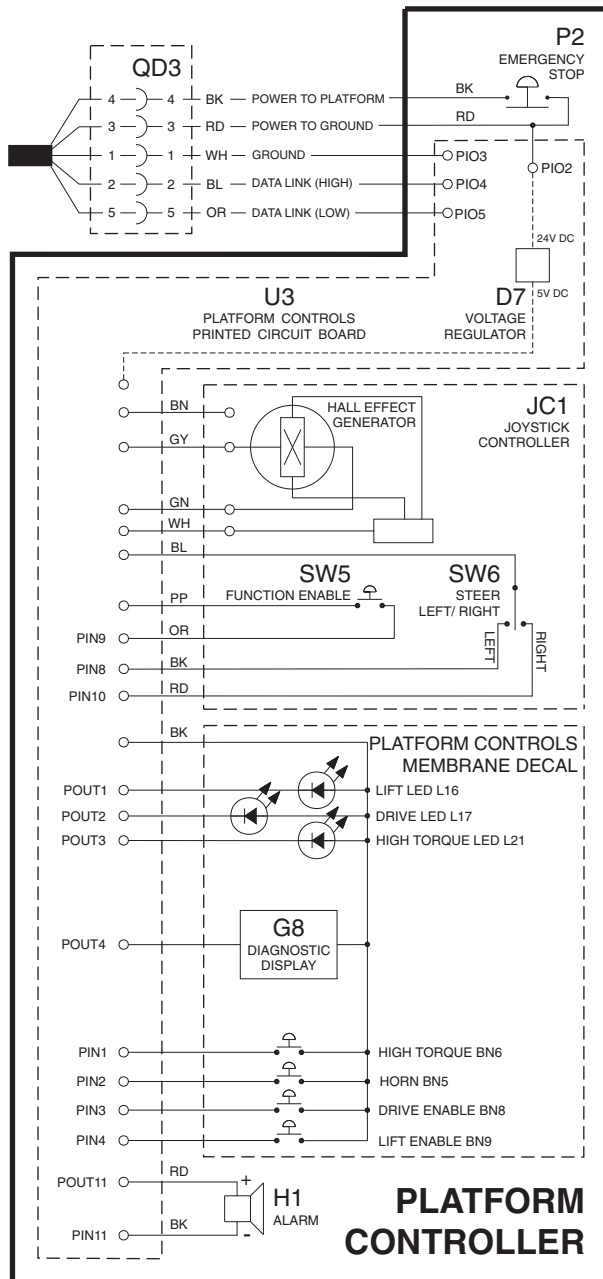 P2
EMERGENCY
STOP
QD3
4 4 BK POWER TO PLATFORM BK
3 3 RD POWER TO GROUND RD
1 1 WH GROUND PIO3
2 2 BL DATA LINK (HIGH) PIO4
5 5 OR DATA LINK (LOW) PIO5
PIO2
24V DC
5V DC
U3
PLATFORM CONTROLS
PRINTED CIRCUIT BOARD
D7
VOLTAGE
REGULATOR
JC1
JOYSTICK
CONTROLLER
HALL EFFECT
GENERATOR
BN
GY
GN
WH
BL
SW5
FUNCTION ENABLE
SW6
STEER
LEFT/ RIGHT
PP
PIN9 OR
LEFT
RIGHT
PIN8 BK
PIN10 RD
BK
PLATFORM CONTROLS
MEMBRANE DECAL
POUT1 LIFT LED L16
POUT2 DRIVE LED L17
POUT3 HIGH TORQUE LED L21
POUT4
G8
DIAGNOSTIC
DISPLAY
PIN1 HIGH TORQUE BN6
PIN2 HORN BN5
PIN3 DRIVE ENABLE BN8
PIN4 LIFT ENABLE BN9
POUT11 RD +
H1
ALARM
PIN11 BK -
PLATFORM
CONTROLLER